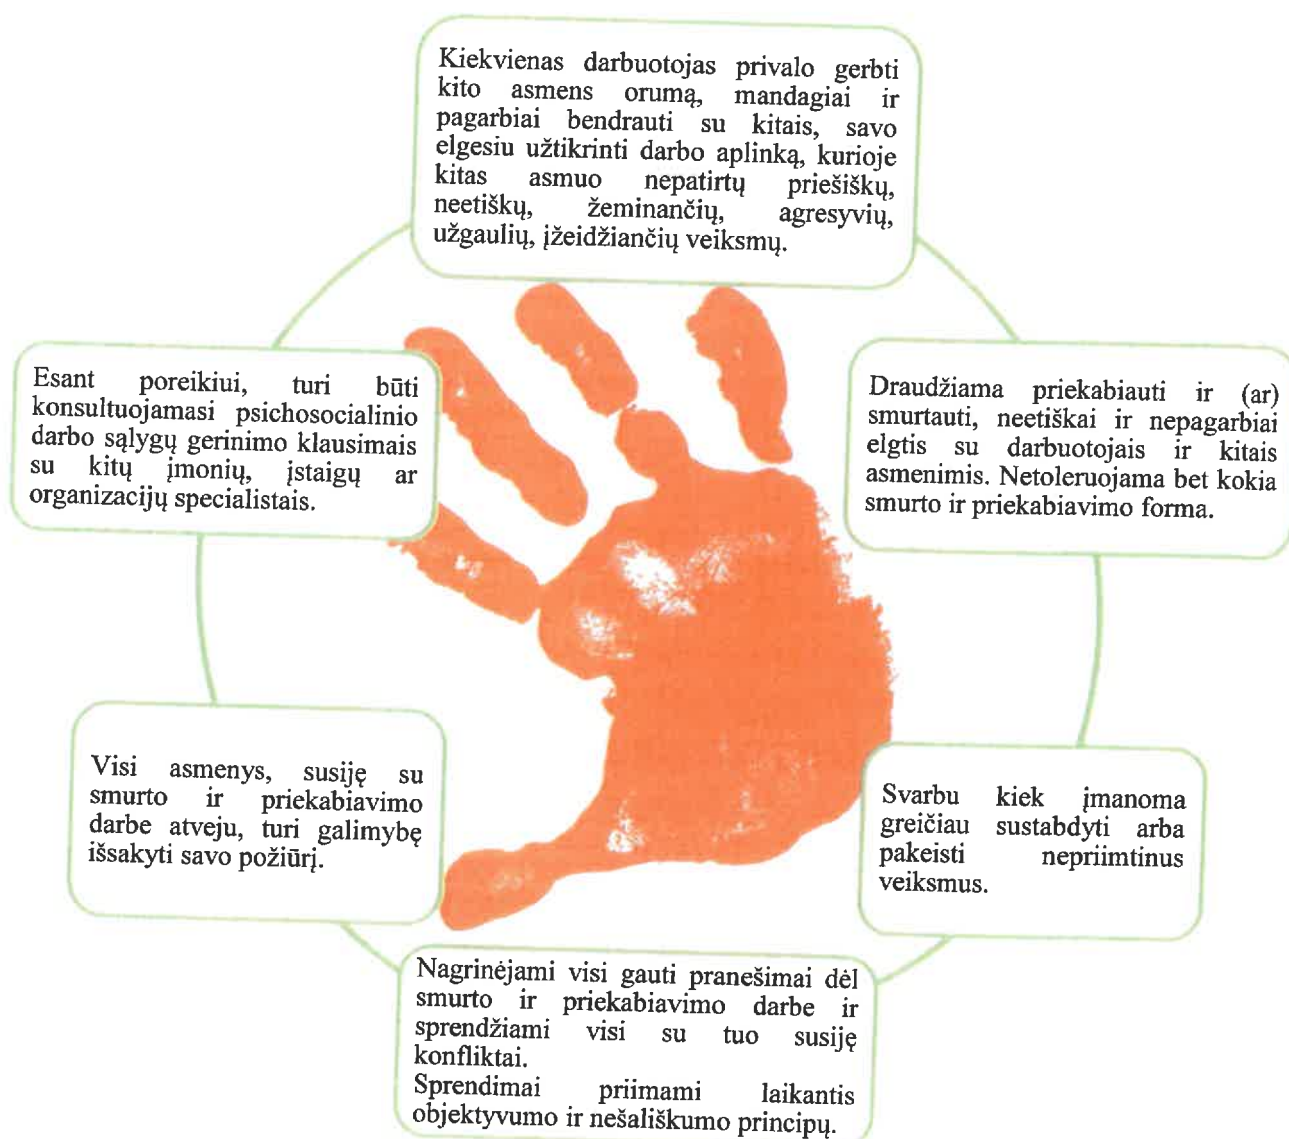 Kiekvienas darbuotojas privalo gerbti
kito asmens orumą, mandagiai ir
pagarbiai bendrauti su kitais, savo
elgesiu užtikrinti darbo aplinką, kurioje
kitas asmuo nepatirtų priešiškų,
neetiškų, žeminančių, agresyvių,
užgaulių, įžeidžiančių veiksmų.
Draudžiama priekabiauti ir (ar)
smurtauti, neetiškai ir nepagarbiai
elgtis su darbuotojais ir kitais
asmenimis. Netoleruojama bet kokia
smurto ir priekabiavimo forma.
Svarbu kiek įmanoma
greičiau sustabdyti arba
pakeisti nepriimtinus
veiksmus.
Nagrinėjami visi gauti pranešimai dėl
smurto ir priekabiavimo darbe ir
sprendžiami visi su tuo susiję
konfliktai.
Sprendimai priimami laikantis
objektyvumo ir nešališkumo principų.
Visi asmenys, susiję su
smurto ir priekabiavimo
darbe atveju, turi galimybę
išsakyti savo požiūrį.
Esant poreikiui, turi būti
konsultuojamasi psichosocialinio
darbo sąlygų gerinimo klausimais
su kitų įmonių, įstaigų ar
organizacijų specialistais.